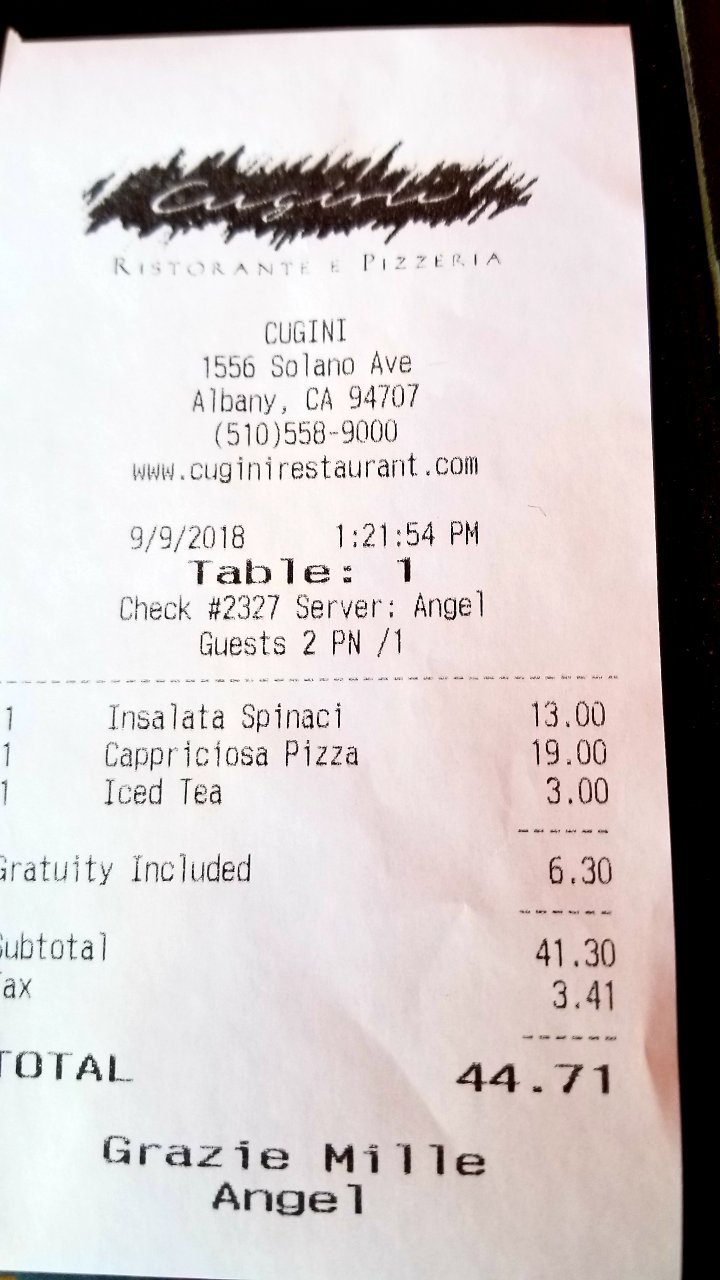 Cugini
RISTORANTE E PIZZERIA
CUGINI
1556 Solano Ave
Albany, CA 94707
(510)558-9000
www.cuginirestaurant.com
9/9/2018 1:21:54 PM
Table: 1
Check #2327 Server: Angel
Guests 2 PN /1
1 Insalata Spinaci 13.00
1 Cappriciosa Pizza 19.00
1 Iced Tea 3.00
Gratuity Included 6.30
Subtotal 41.30
Tax 3.41
TOTAL 44.71
Grazie Mille
Angel